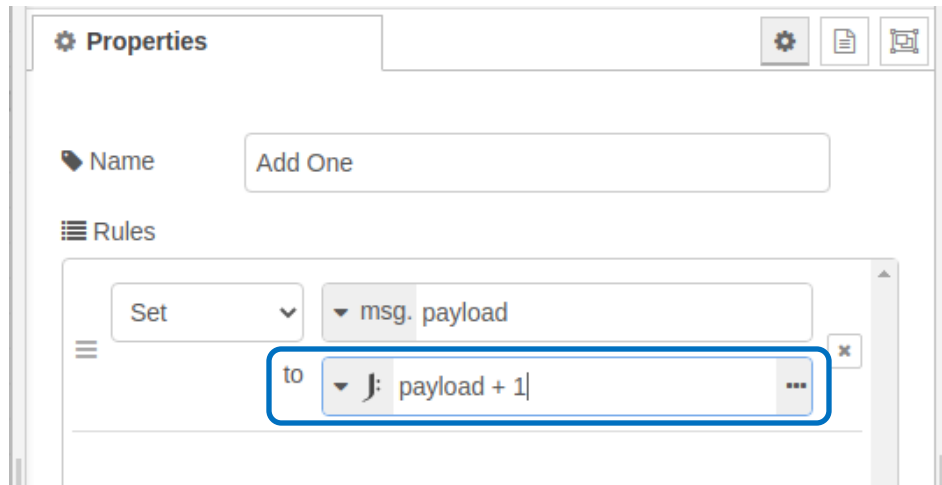 Properties
Name
Add One
Rules
Set
msg. payload
to
J: payload + 1